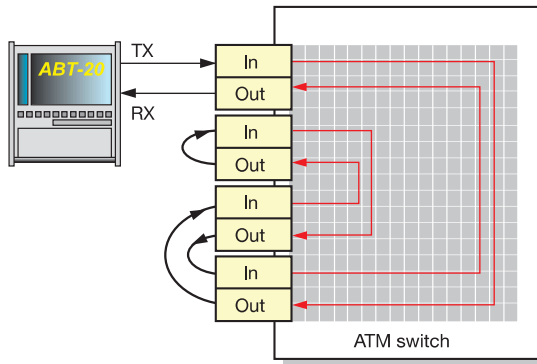 TX
ABT-20
RX
In
Out
In
Out
In
Out
In
Out
ATM switch